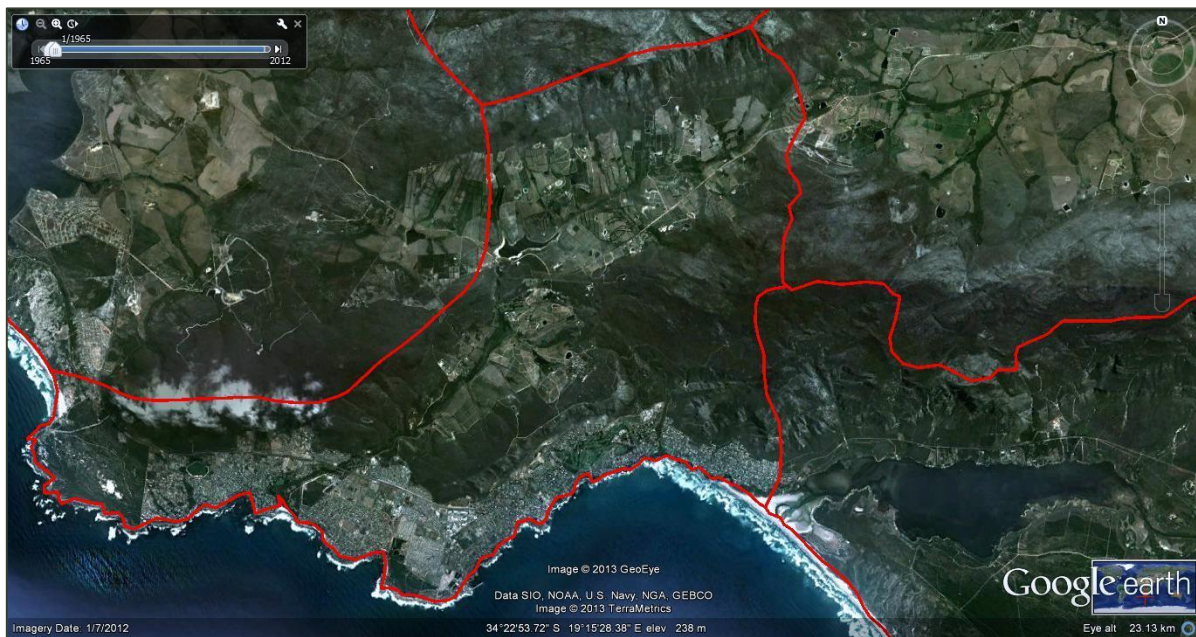 1/1965
1965 2012
N
Image © 2013 GeoEye
Data SIO, NOAA, U.S. Navy, NGA, GEBCO
Image © 2013 TerraMetrics
Google earth
Imagery Date: 1/7/2012 34°22'53.72" S 19°15'28.38" E elev 238 m Eye alt 23.13 km